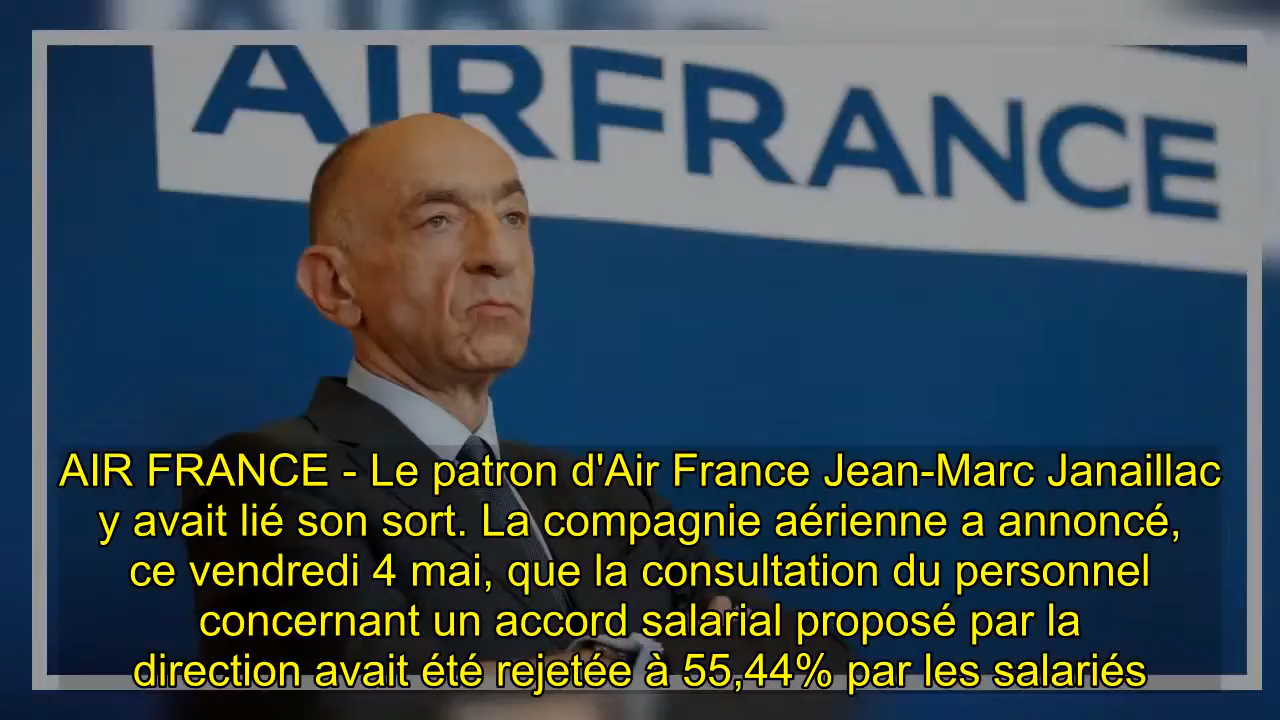 AIRFRANCE
AIR FRANCE - Le patron d'Air France Jean-Marc Janaillac
y avait lié son sort. La compagnie aérienne a annoncé,
ce vendredi 4 mai, que la consultation du personnel
concernant un accord salarial proposé par la
direction avait été rejetée à 55,44% par les salariés